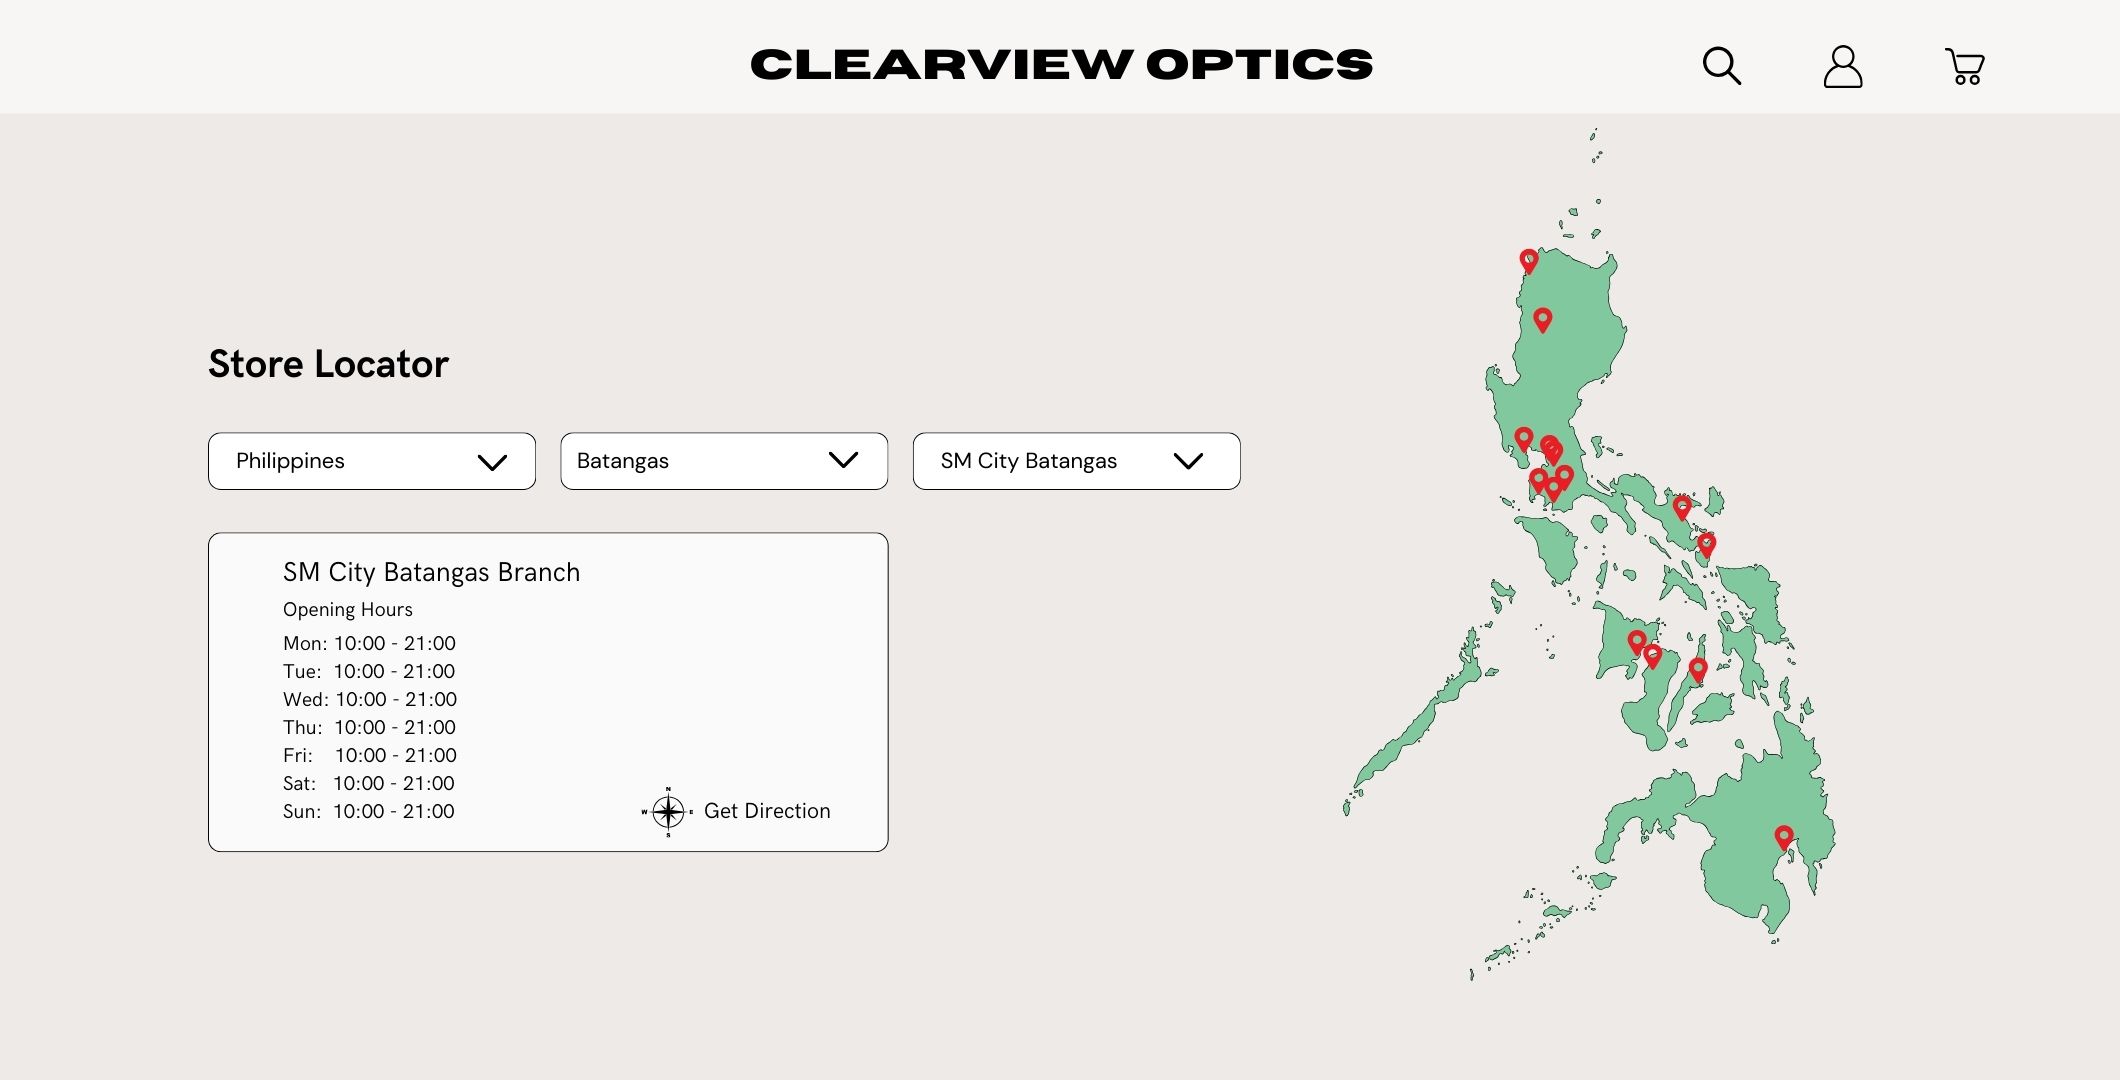 CLEARVIEW OPTICS
Store Locator
Philippines
Batangas
SM City Batangas
SM City Batangas Branch
Opening Hours
Mon: 10:00 - 21:00
Tue: 10:00 - 21:00
Wed: 10:00 - 21:00
Thu: 10:00 - 21:00
Fri: 10:00 - 21:00
Sat: 10:00 - 21:00
Sun: 10:00 - 21:00
N
W
E
S
Get Direction